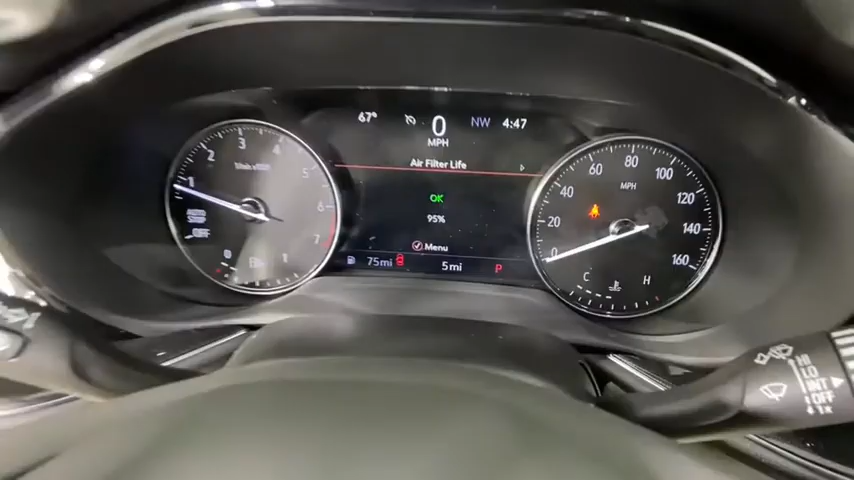 67° 0 NW 4:47
MPH
Air Filter Life
OK
95%
Menu
75mi 5mi P
1 2 3 4 5 6 7
AUTO
STOP
OFF
0 20 40 60 80 100 120 140 160
MPH
C H
HI
LO
INT
OFF
1x